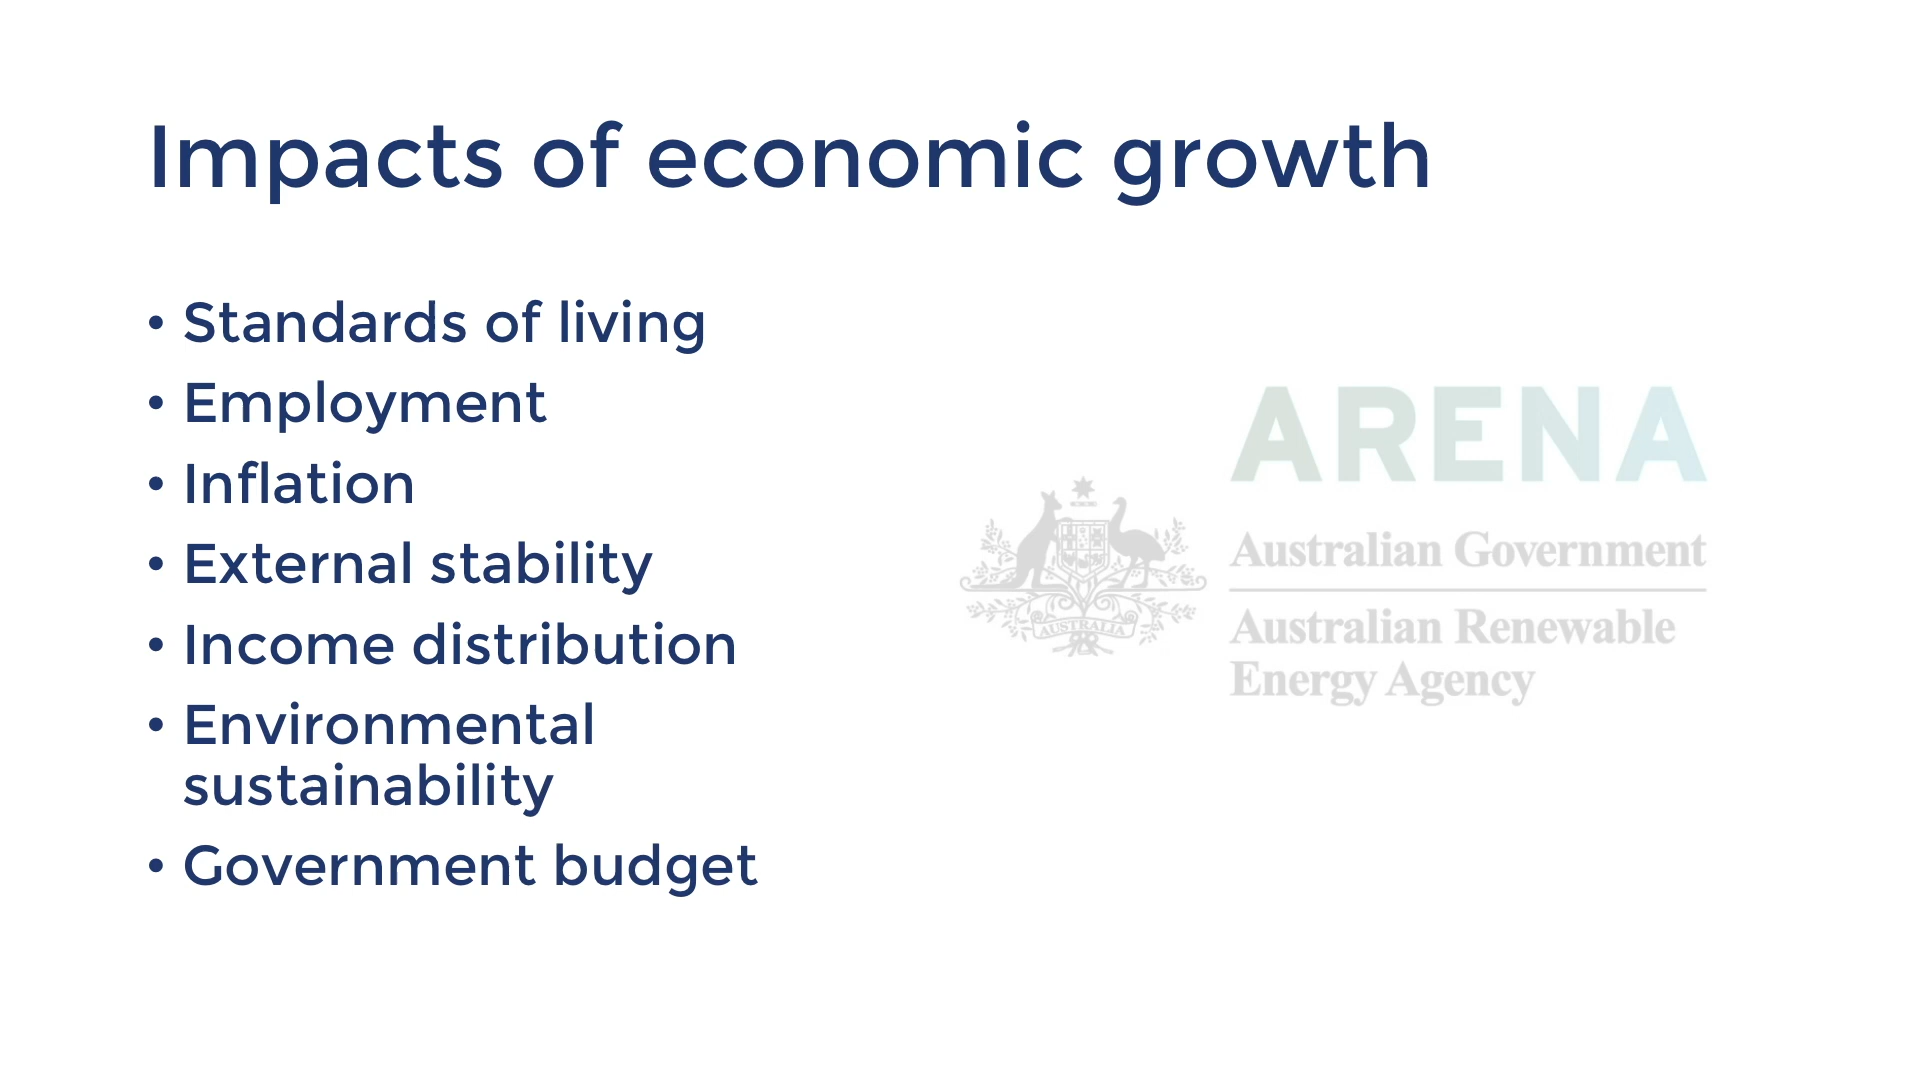 Impacts of economic growth
• Standards of living
• Employment
• Inflation
• External stability
• Income distribution
• Environmental
sustainability
• Government budget
ARENA
Australian Government
Australian Renewable
Energy Agency
AUSTRALIA